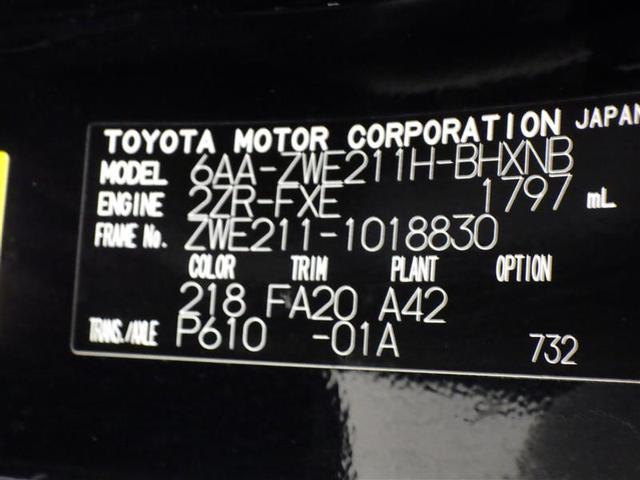 TOYOTA MOTOR CORPORATION JAPAN
MODEL 6AA-ZWE211H-BHXNB
ENGINE 2ZR-FXE 1797 mL
FRAME No. ZWE211-1018830
COLOR TRIM PLANT OPTION
218 FA20 A42
TRANS./AXLE P610 -01A 732